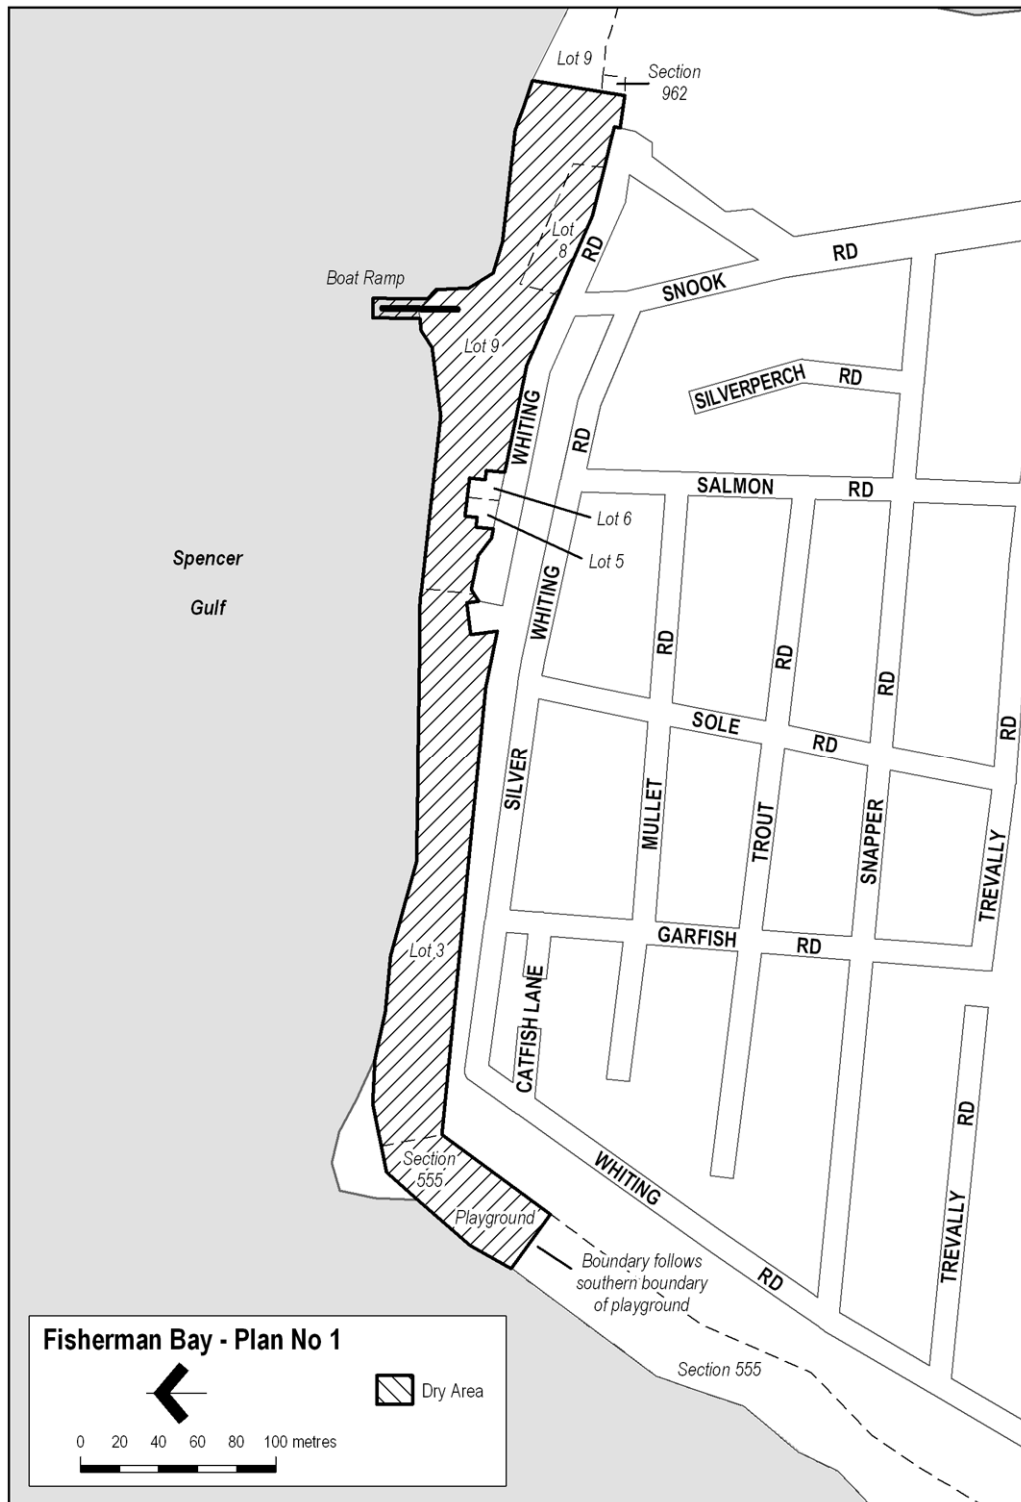 Lot 9
Section
962
Lot
8
RD
RD
SNOOK
Boat Ramp
Lot 9
SILVERPERCH
RD
WHITING
RD
SALMON
RD
Lot 6
Lot 5
Spencer
Gulf
WHITING
RD
RD
RD
RD
SOLE
RD
SILVER
MULLET
TROUT
SNAPPER
TREVALLY
GARFISH
RD
Lot 3
CATFISH LANE
RD
Section
555
WHITING
Playground
TREVALLY
RD
Boundary follows
southern boundary
of playground
Section 555
Fisherman Bay - Plan No 1
Dry Area
0 20 40 60 80 100 metres